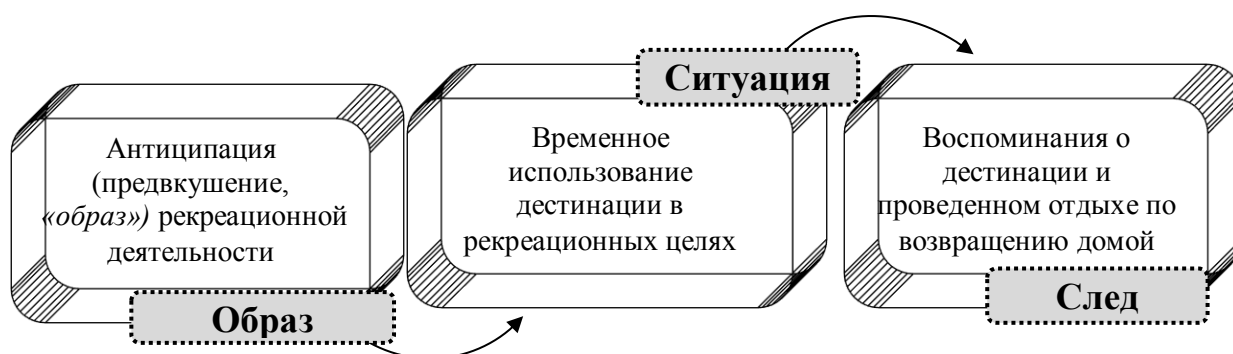 Антиципация
(предвкушение,
«образ») рекреационной
деятельности
Образ
Ситуация
Временное
использование
дестинации в
рекреационных целях
Воспоминания о
дестинации и
проведенном отдыхе по
возвращению домой
След